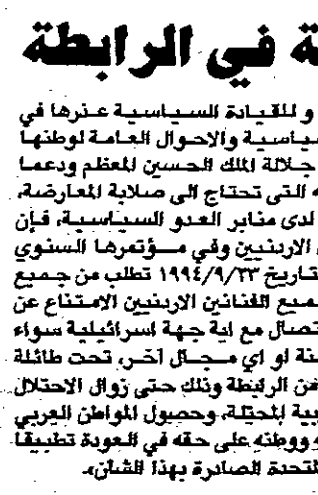 ة في الرابطة
و للقيادة السياسية عذرها في
سياسية والاحوال العامة لوطنها
جلالة الملك الحسين المعظم ودعما
التي تحتاج الى صلابة المعارضة،
لدى منابر العدو السياسية، فإن
الاردنيين وفي مؤتمرها السنوي
تاريخ ١٩٩٤/٩/٢٣ تطلب من جميع
جميع الفنانين الاردنيين الامتناع عن
تصال مع اية جهة اسرائيلية سواء
او اي مجال آخر، تحت طائلة
من الرابطة وذلك حتى زوال الاحتلال
بية المحتلة، وحصول المواطن العربي
ووطنه على حقه في العودة تطبيقا
لمتحدة الصادرة بهذا الشأن».